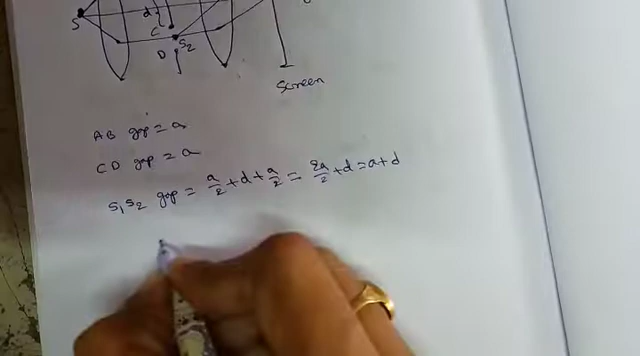 S
d
C
D S2
Screen
AB gap = a
CD gap = a
S1S2 gap = a/2 + d + a/2 = 2a/2 + d = a + d